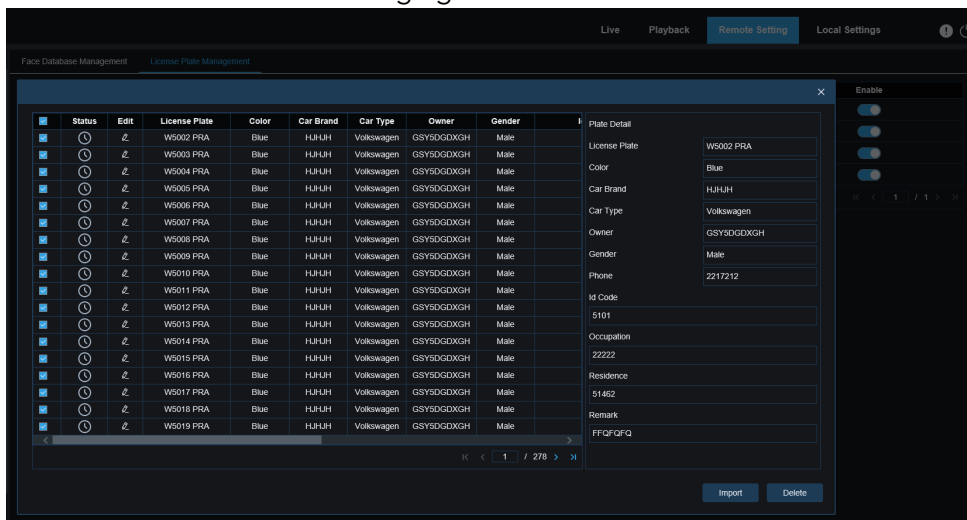 Live Playback Remote Setting Local Settings
Face Database Management License Plate Management
Enable
Status Edit License Plate Color Car Brand Car Type Owner Gender
W5002 PRA Blue HJHJH Volkswagen GSY5DGDXGH Male
W5003 PRA Blue HJHJH Volkswagen GSY5DGDXGH Male
W5004 PRA Blue HJHJH Volkswagen GSY5DGDXGH Male
W5005 PRA Blue HJHJH Volkswagen GSY5DGDXGH Male
W5006 PRA Blue HJHJH Volkswagen GSY5DGDXGH Male
W5007 PRA Blue HJHJH Volkswagen GSY5DGDXGH Male
W5008 PRA Blue HJHJH Volkswagen GSY5DGDXGH Male
W5009 PRA Blue HJHJH Volkswagen GSY5DGDXGH Male
W5010 PRA Blue HJHJH Volkswagen GSY5DGDXGH Male
W5011 PRA Blue HJHJH Volkswagen GSY5DGDXGH Male
W5012 PRA Blue HJHJH Volkswagen GSY5DGDXGH Male
W5013 PRA Blue HJHJH Volkswagen GSY5DGDXGH Male
W5014 PRA Blue HJHJH Volkswagen GSY5DGDXGH Male
W5015 PRA Blue HJHJH Volkswagen GSY5DGDXGH Male
W5016 PRA Blue HJHJH Volkswagen GSY5DGDXGH Male
W5017 PRA Blue HJHJH Volkswagen GSY5DGDXGH Male
W5018 PRA Blue HJHJH Volkswagen GSY5DGDXGH Male
W5019 PRA Blue HJHJH Volkswagen GSY5DGDXGH Male
1 / 278
Plate Detail
License Plate W5002 PRA
Color Blue
Car Brand HJHJH
Car Type Volkswagen
Owner GSY5DGDXGH
Gender Male
Phone 2217212
Id Code
5101
Occupation
22222
Residence
51462
Remark
FFQFQFQ
1 / 1
Import Delete